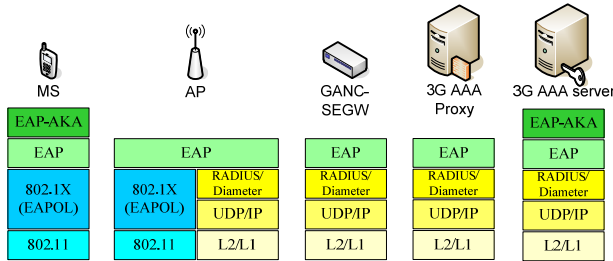 MS
AP
GANC-
SEGW
3G AAA
Proxy
3G AAA server
EAP-AKA
EAP-AKA
EAP
EAP
EAP
EAP
EAP
802.1X
(EAPOL)
802.1X
(EAPOL)
RADIUS/
Diameter
RADIUS/
Diameter
RADIUS/
Diameter
RADIUS/
Diameter
UDP/IP
UDP/IP
UDP/IP
UDP/IP
802.11
802.11
L2/L1
L2/L1
L2/L1
L2/L1